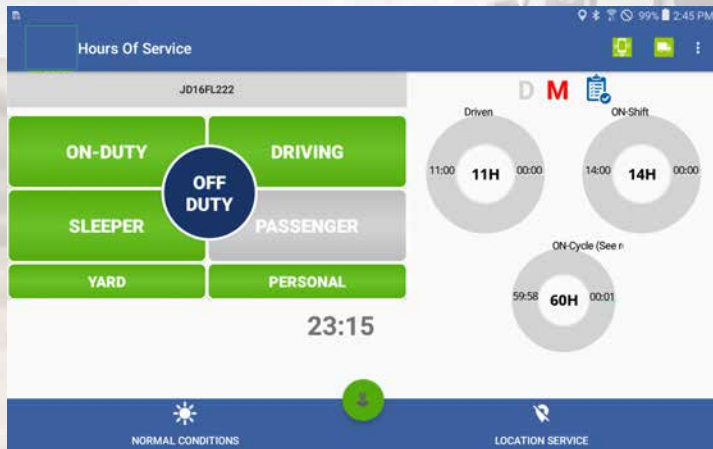 99% 2:45 PM
Hours Of Service
JD16FL222
D M
ON-DUTY
DRIVING
OFF
DUTY
SLEEPER
PASSENGER
YARD
PERSONAL
23:15
Driven
11:00 11H 00:00
ON-Shift
14:00 14H 00:00
ON-Cycle (See r
59:58 60H 00:01
NORMAL CONDITIONS
LOCATION SERVICE